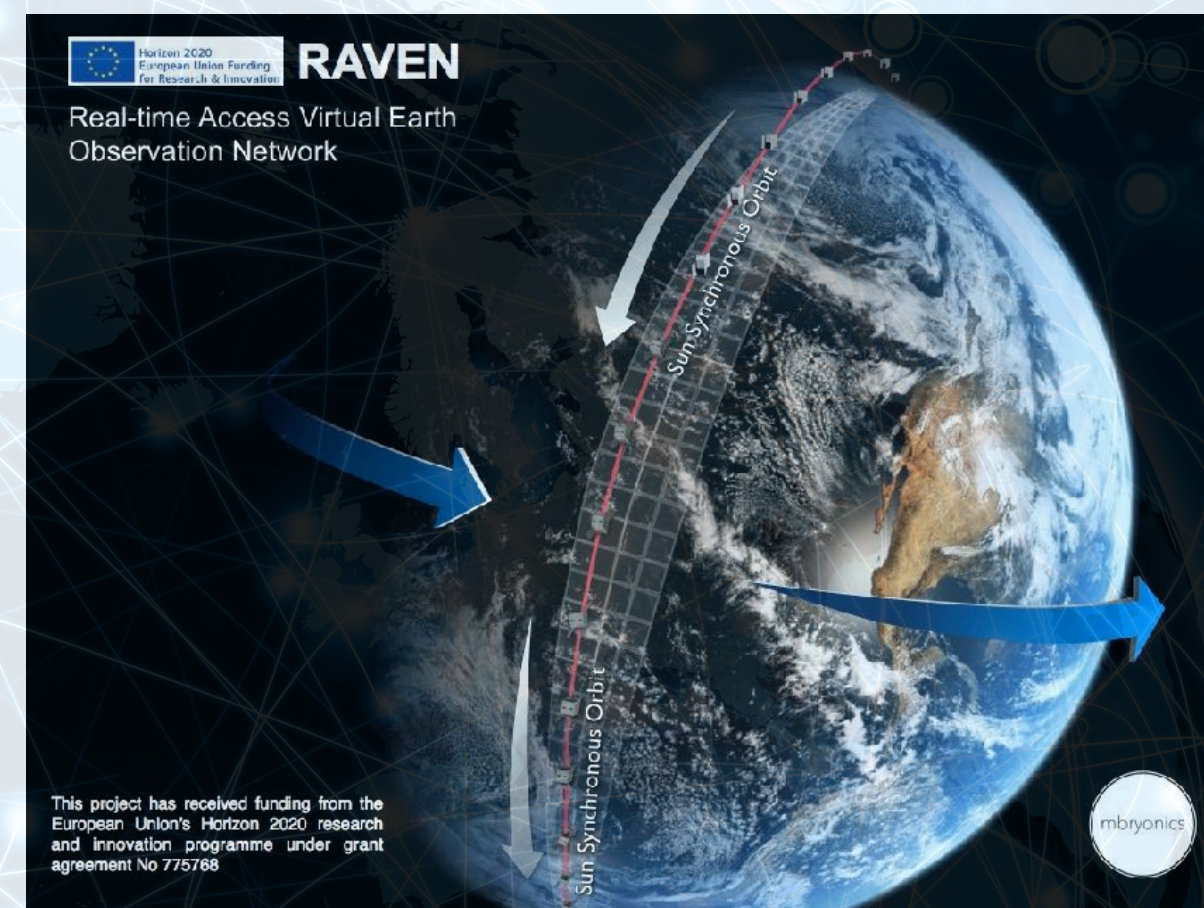 Horizon 2020
European Union Funding
for Research & Innovation
RAVEN
Real-time Access Virtual Earth
Observation Network
Sun Synchronous Orbit
Sun Synchronous Orbit
This project has received funding from the
European Union's Horizon 2020 research
and innovation programme under grant
agreement No 775768
mbryonics